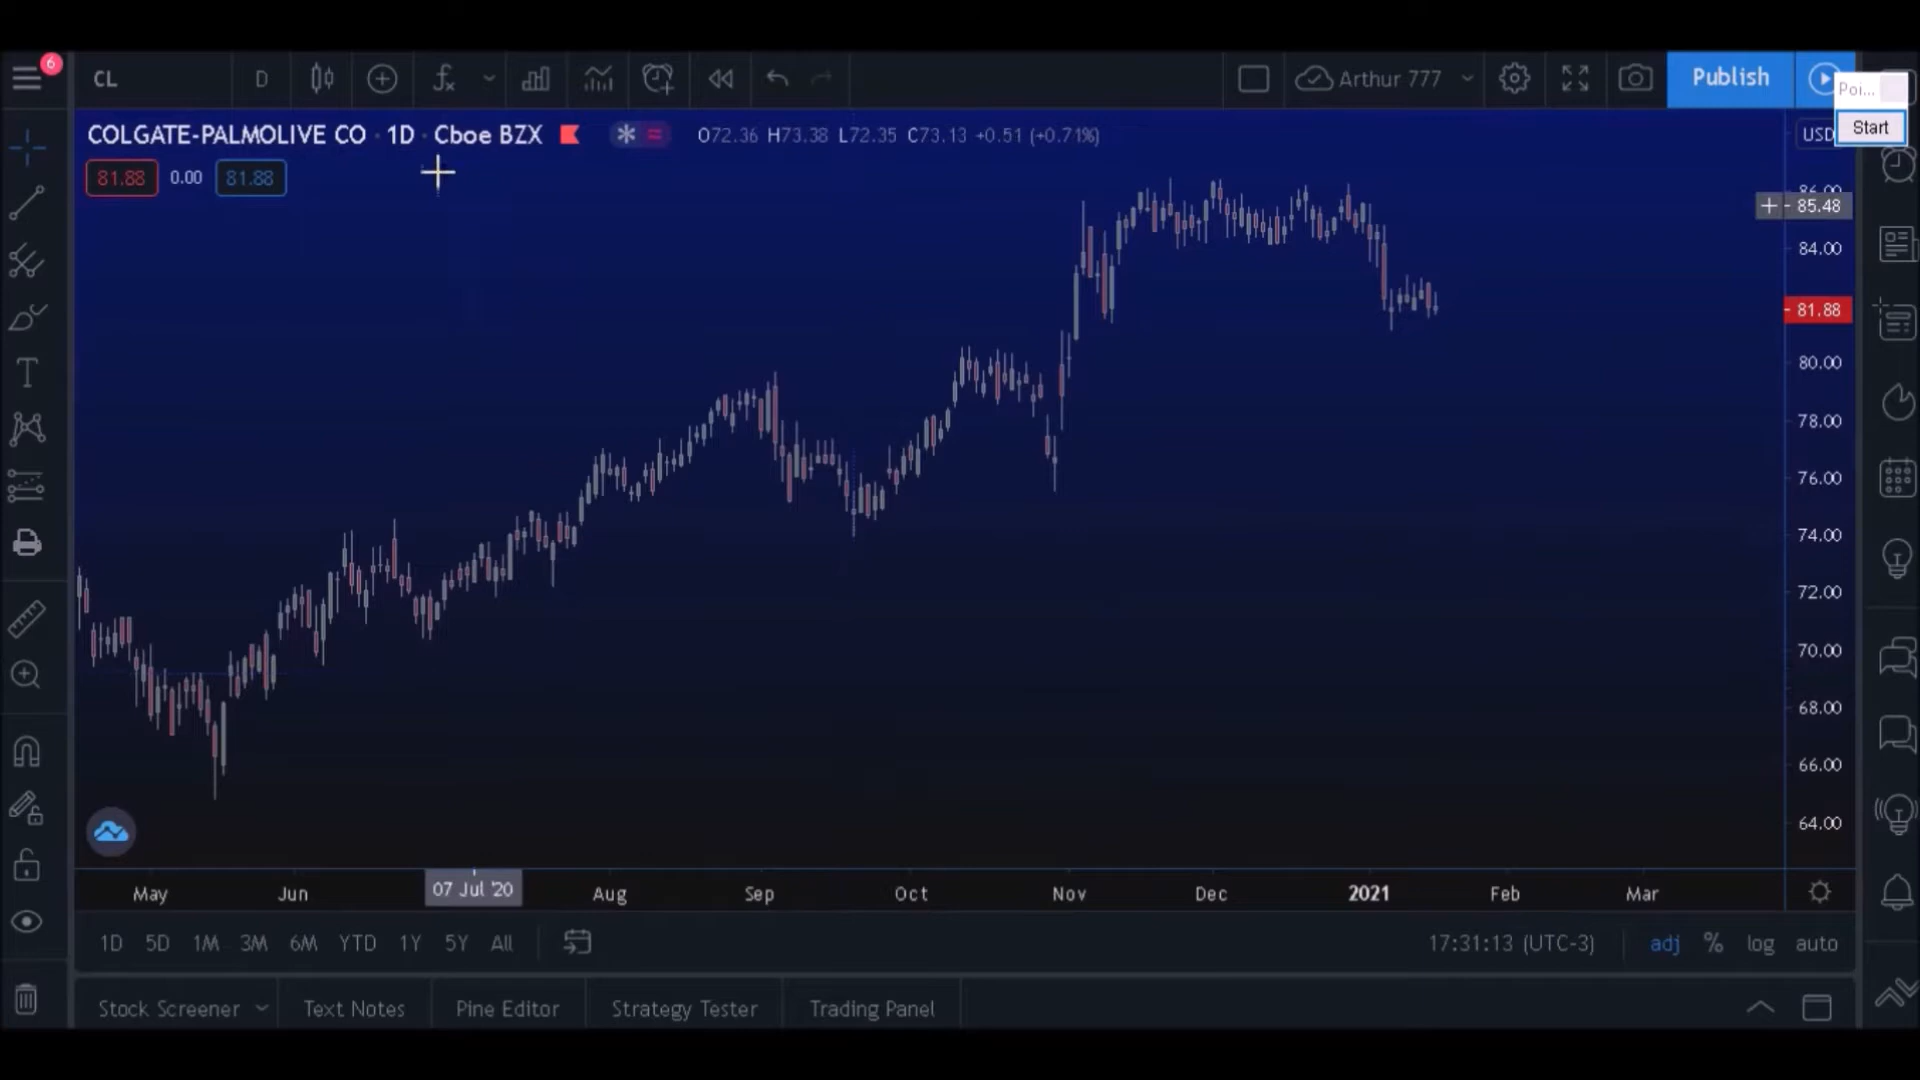 6
CL D fx Arthur 777 Publish
Poi...
Start
COLGATE-PALMOLIVE CO · 1D · Cboe BZX O72.36 H73.38 L72.35 C73.13 +0.51 (+0.71%) USD
81.88 0.00 81.88
86.00
85.48
84.00
81.88
80.00
78.00
76.00
74.00
72.00
70.00
68.00
66.00
64.00
May Jun 07 Jul '20 Aug Sep Oct Nov Dec 2021 Feb Mar
1D 5D 1M 3M 6M YTD 1Y 5Y All 17:31:13 (UTC-3) adj % log auto
Stock Screener Text Notes Pine Editor Strategy Tester Trading Panel